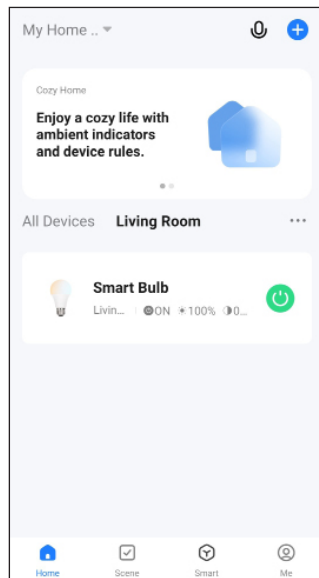 My Home ..
Cozy Home
Enjoy a cozy life with
ambient indicators
and device rules.
All Devices Living Room
Smart Bulb
Livin... ON 100% 0...
Home Scene Smart Me